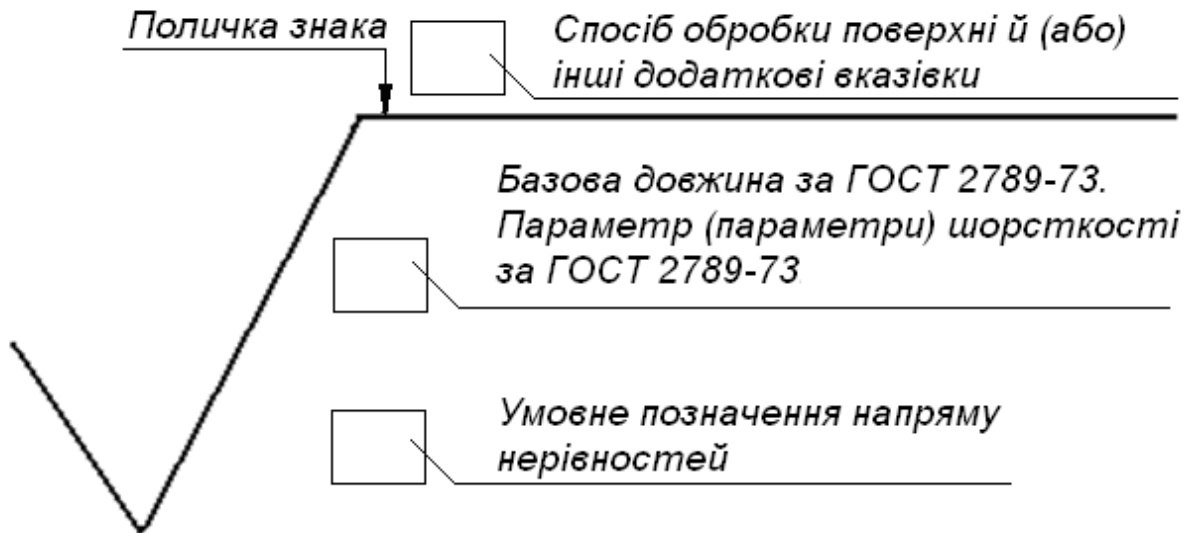 Поличка знака
Спосіб обробки поверхні й (або)
інші додаткові вказівки
Базова довжина за ГОСТ 2789-73.
Параметр (параметри) шорсткості
за ГОСТ 2789-73
Умовне позначення напряму
нерівностей